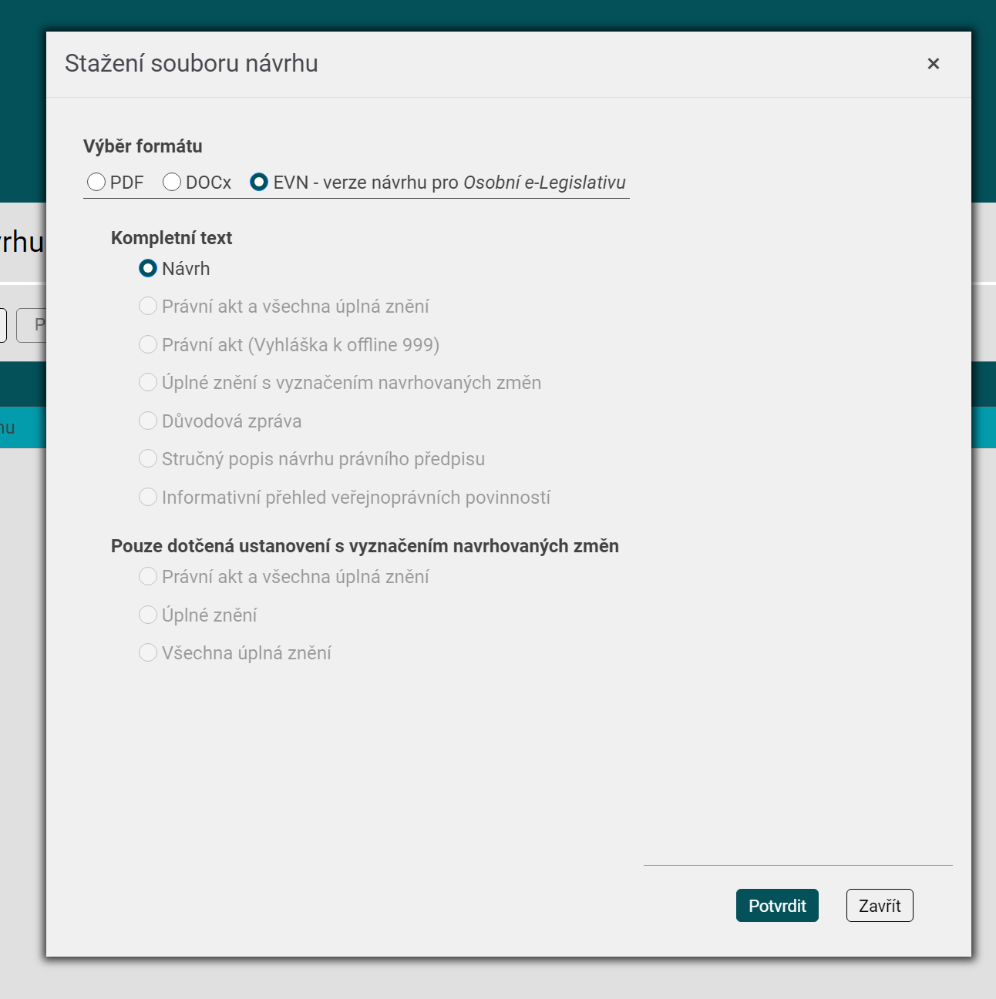 Stažení souboru návrhu
×
Výběr formátu
PDF DOCx EVN - verze návrhu pro Osobní e-Legislativu
Kompletní text
Návrh
Právní akt a všechna úplná znění
Právní akt (Vyhláška k offline 999)
Úplné znění s vyznačením navrhovaných změn
Důvodová zpráva
Stručný popis návrhu právního předpisu
Informativní přehled veřejnoprávních povinností
Pouze dotčená ustanovení s vyznačením navrhovaných změn
Právní akt a všechna úplná znění
Úplné znění
Všechna úplná znění
Potvrdit Zavřít